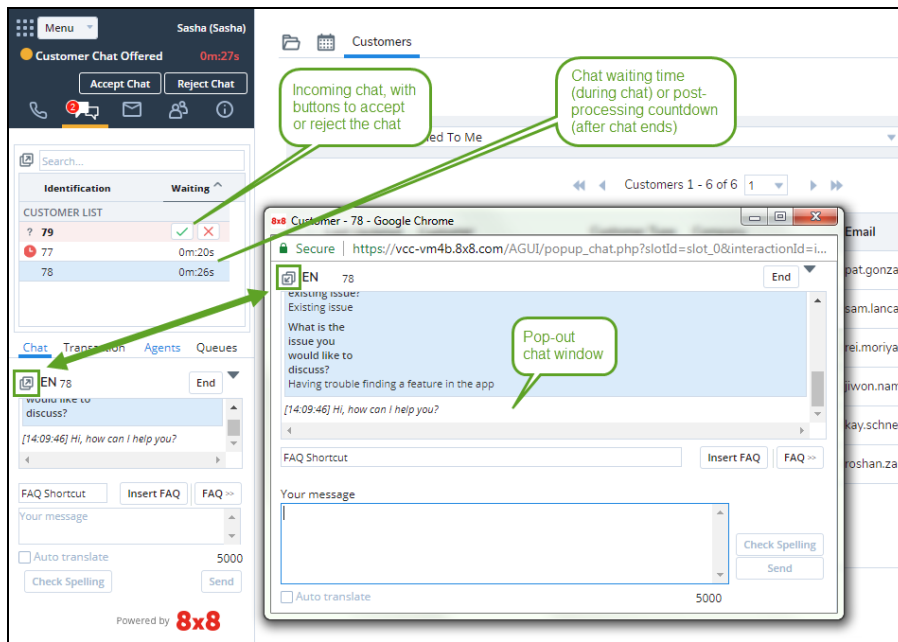 Menu
Sasha (Sasha)
Customer Chat Offered
0m:27s
Accept Chat
Reject Chat
2
Search...
Identification
Waiting ^
CUSTOMER LIST
? 79
77
0m:20s
78
0m:26s
Chat
Transaction
Agents
Queues
EN 78
End
would like to
discuss?
[14:09:46] Hi, how can I help you?
FAQ Shortcut
Insert FAQ
FAQ >>
Your message
Auto translate
5000
Check Spelling
Send
Powered by 8x8
Customers
Incoming chat, with
buttons to accept
or reject the chat
Chat waiting time
(during chat) or post-
processing countdown
(after chat ends)
To Me
Customers 1 - 6 of 6
1
Email
pat.gonza
sam.lanca
rei.moriya
jiwon.nam
kay.schne
roshan.za
8x8 Customer - 78 - Google Chrome
Secure
https://vcc-vm4b.8x8.com/AGUI/popup_chat.php?slotId=slot_0&interactionId=i...
EN 78
End
existing issue?
Existing issue
What is the
issue you
would like to
discuss?
Having trouble finding a feature in the app
[14:09:46] Hi, how can I help you?
Pop-out
chat window
FAQ Shortcut
Insert FAQ
FAQ >>
Your message
Check Spelling
Send
Auto translate
5000